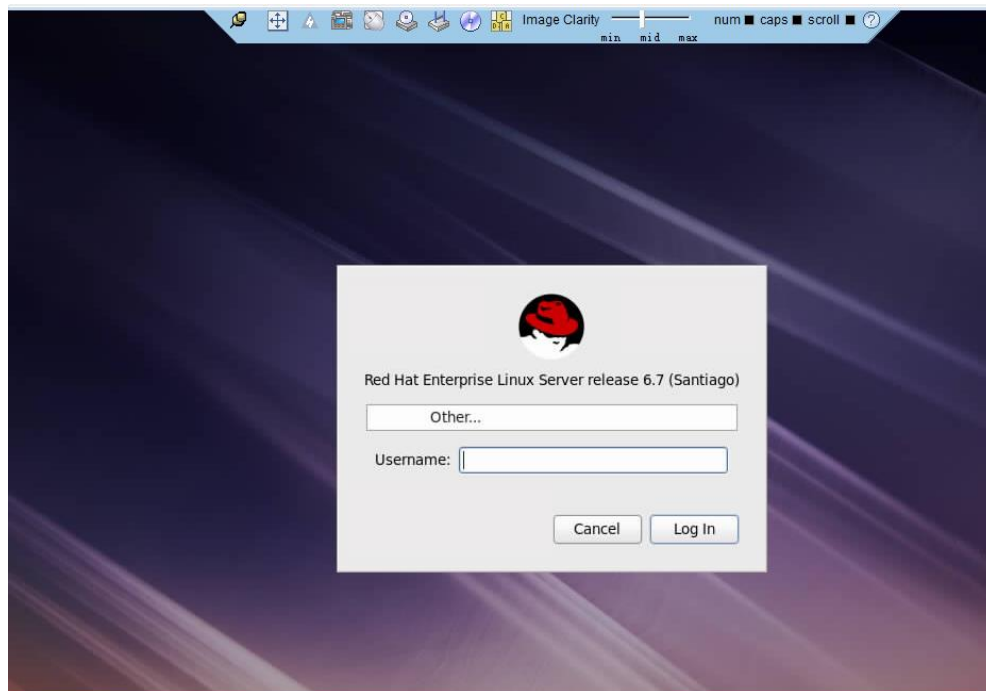 Image Clarity num caps scroll ?
min mid max
Red Hat Enterprise Linux Server release 6.7 (Santiago)
Other...
Username:
Cancel Log In